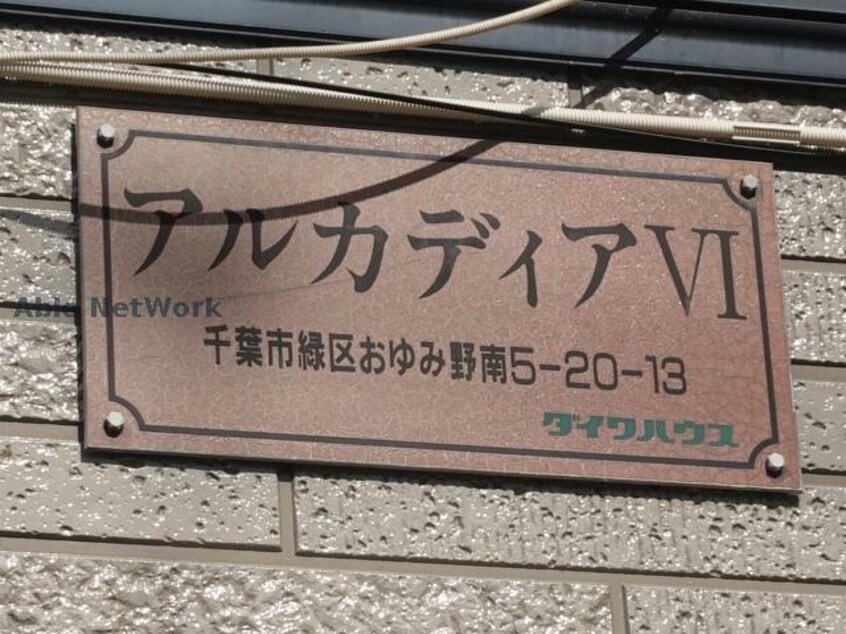 アルカディアⅥ
Able NetWork
千葉市緑区おゆみ野南5-20-13
ダイワハウス